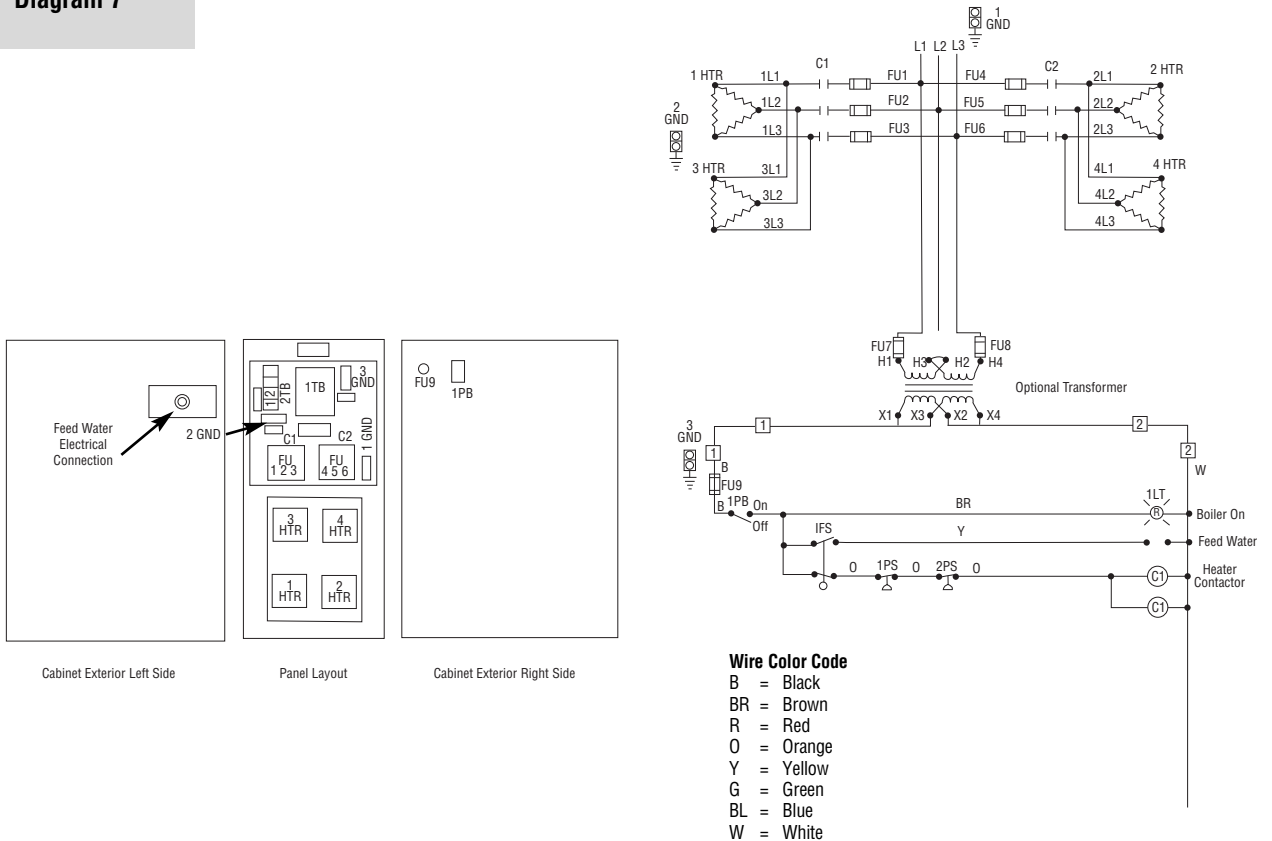 Diagram 7
1
GND
L1 L2 L3
C1
C2
1 HTR
1L1
FU1
FU4
2L1
2 HTR
2
GND
1L2
FU2
FU5
2L2
1L3
FU3
FU6
2L3
3 HTR
3L1
4L1
4 HTR
3L2
4L2
3L3
4L3
FU7
FU8
H1
H3
H2
H4
Optional Transformer
X1
X3
X2
X4
3
GND
1
2
1
2
B
W
FU9
B
1PB
On
Off
BR
1LT
R
Boiler On
IFS
Y
Feed Water
O
1PS
O
2PS
O
C1
Heater
Contactor
C1
Feed Water
Electrical
Connection
2 GND
1 2
2TB
1TB
3
GND
C1
C2
1 GND
FU
1 2 3
FU
4 5 6
3
HTR
4
HTR
1
HTR
2
HTR
FU9
1PB
Cabinet Exterior Left Side
Panel Layout
Cabinet Exterior Right Side
Wire Color Code
B = Black
BR = Brown
R = Red
O = Orange
Y = Yellow
G = Green
BL = Blue
W = White